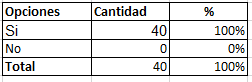 Opciones Cantidad %
Si 40 100%
No 0 0%
Total 40 100%